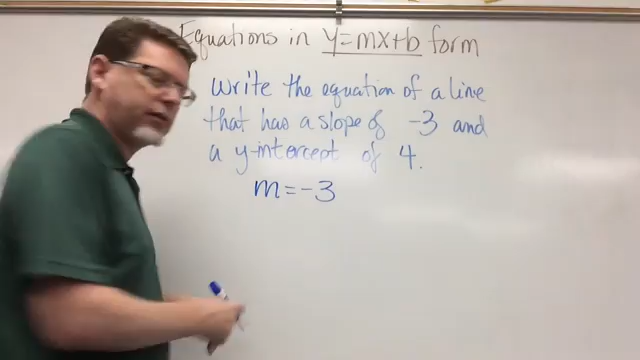 Equations in y=mx+b form
Write the equation of a line
that has a slope of -3 and
a y-intercept of 4.
m=-3